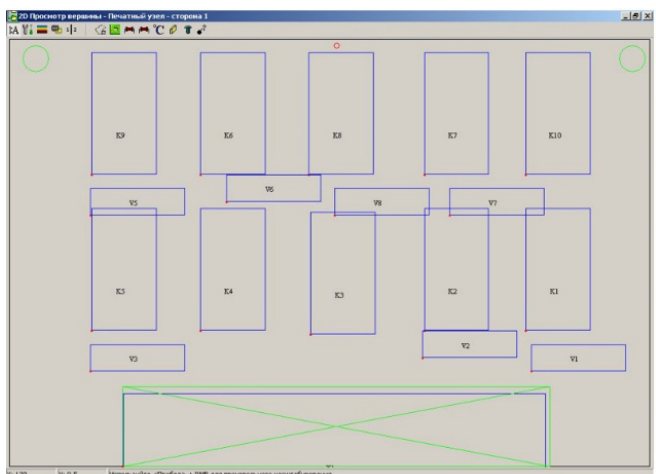 2D Просмотр вершины - Печатный узел - сторона 1
K9 K6 K8 K7 K10
V6
V5 V8 V7
K5 K4 K3 K2 K1
V2
V3 V1